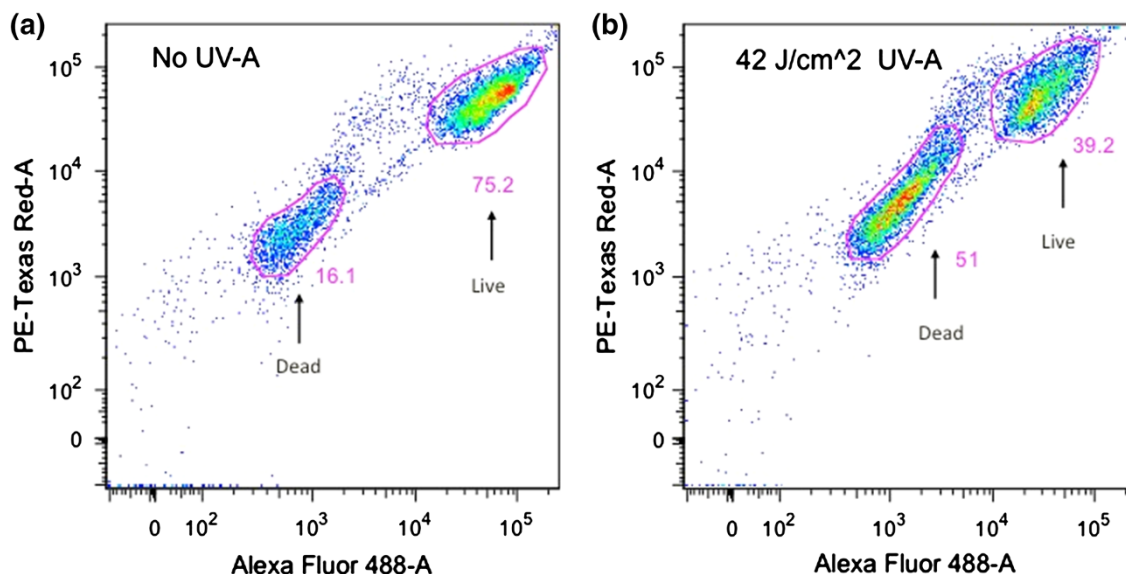 (a)
No UV-A
PE-Texas Red-A
10^5
10^4
10^3
10^2
0
75.2
Live
16.1
Dead
0 10^2 10^3 10^4 10^5
Alexa Fluor 488-A
(b)
42 J/cm^2 UV-A
PE-Texas Red-A
10^5
10^4
10^3
10^2
0
39.2
Live
51
Dead
0 10^2 10^3 10^4 10^5
Alexa Fluor 488-A